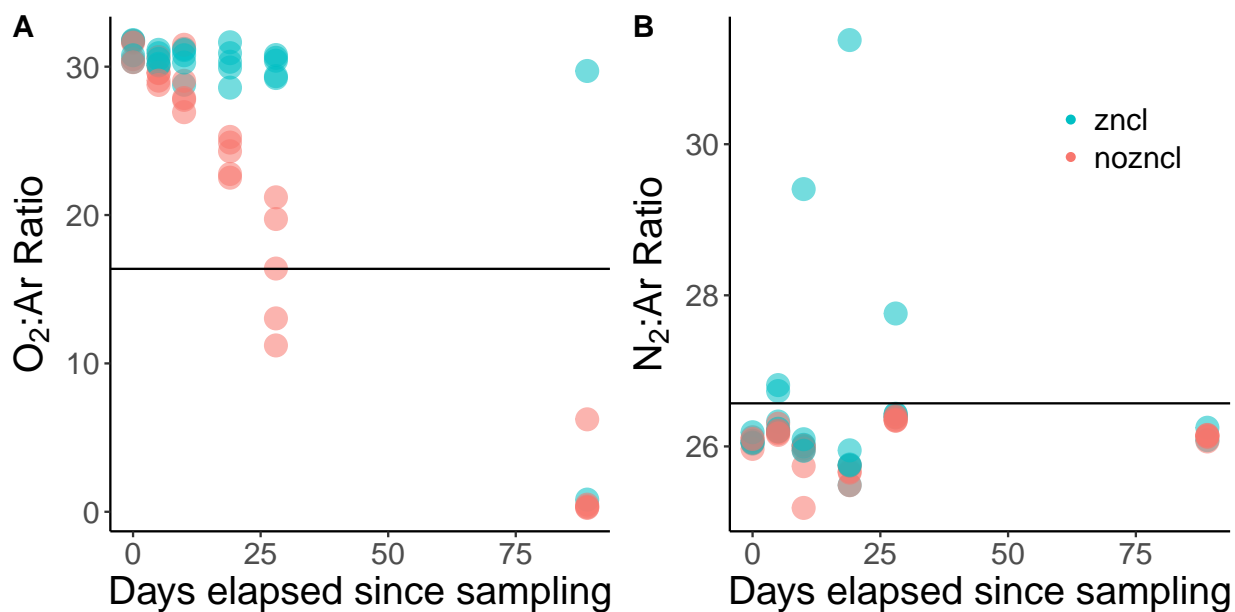 A
O₂:Ar Ratio
30
20
10
0
0 25 50 75
Days elapsed since sampling
B
N₂:Ar Ratio
30
28
26
zncl
nozncl
0 25 50 75
Days elapsed since sampling